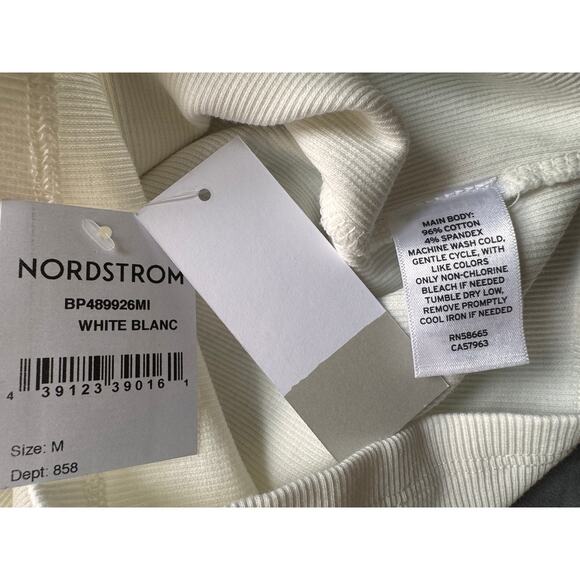 NORDSTROM
BP489926MI
WHITE BLANC
4 39123 39016 1
Size: M
Dept: 858
MAIN BODY:
96% COTTON
4% SPANDEX
MACHINE WASH COLD,
GENTLE CYCLE, WITH
LIKE COLORS
ONLY NON-CHLORINE
BLEACH IF NEEDED
TUMBLE DRY LOW,
REMOVE PROMPTLY
COOL IRON IF NEEDED
RN58665
CA57963